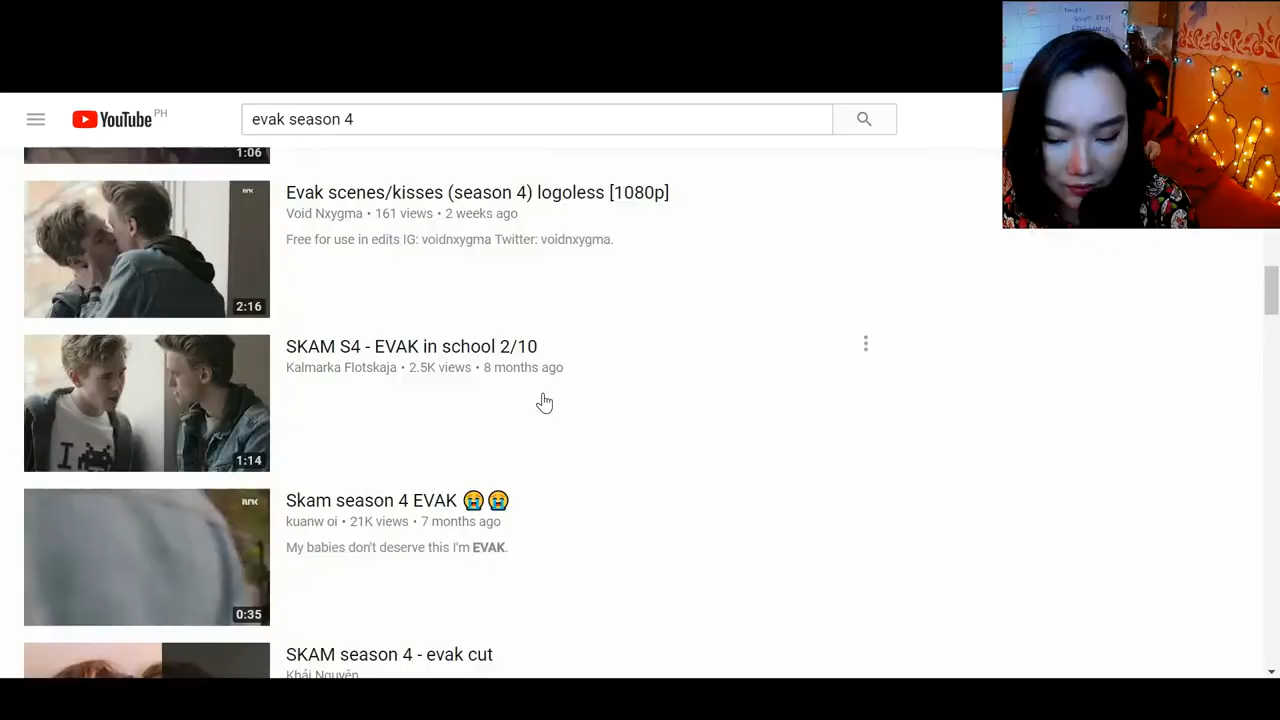 YouTube PH
evak season 4
1:06
Evak scenes/kisses (season 4) logoless [1080p]
Void Nxygma • 161 views • 2 weeks ago
Free for use in edits IG: voidnxygma Twitter: voidnxygma.
NRK
2:16
SKAM S4 - EVAK in school 2/10
Kalmarka Flotskaja • 2.5K views • 8 months ago
I
1:14
Skam season 4 EVAK 😭😭
kuanw oi • 21K views • 7 months ago
My babies don't deserve this I'm EVAK.
NRK
0:35
SKAM season 4 - evak cut
Khải Nguyên